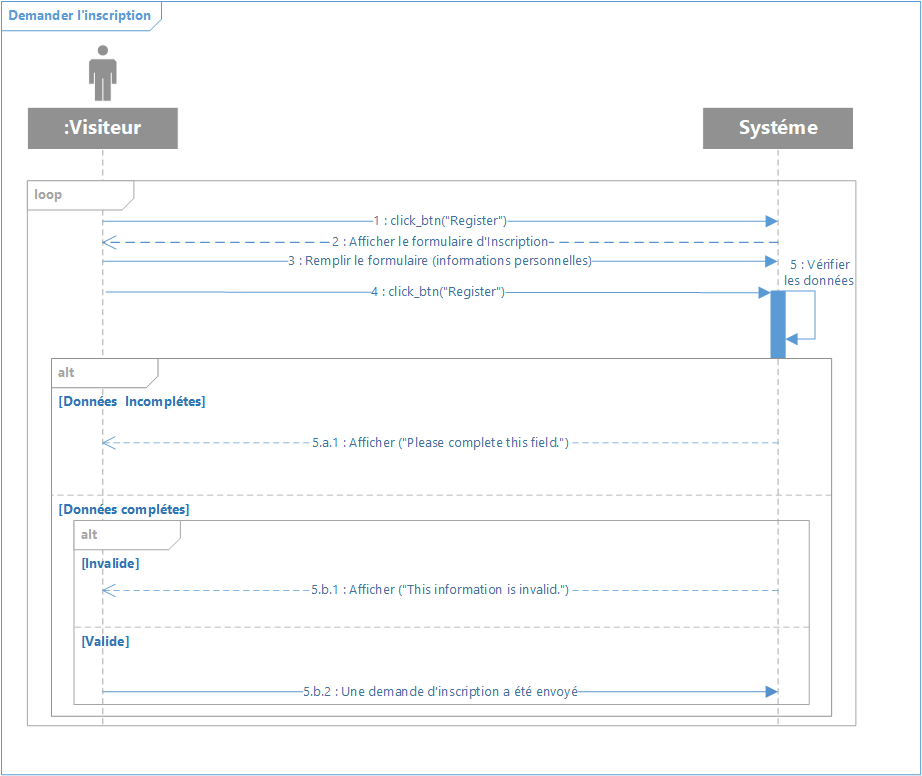 Demander l'inscription
:Visiteur
Systéme
loop
1 : click_btn("Register")
2 : Afficher le formulaire d'Inscription
3 : Remplir le formulaire (informations personnelles)
5 : Vérifier
les données
4 : click_btn("Register")
alt
[Données Incomplétes]
5.a.1 : Afficher ("Please complete this field.")
[Données complétes]
alt
[Invalide]
5.b.1 : Afficher ("This information is invalid.")
[Valide]
5.b.2 : Une demande d'inscription a été envoyé